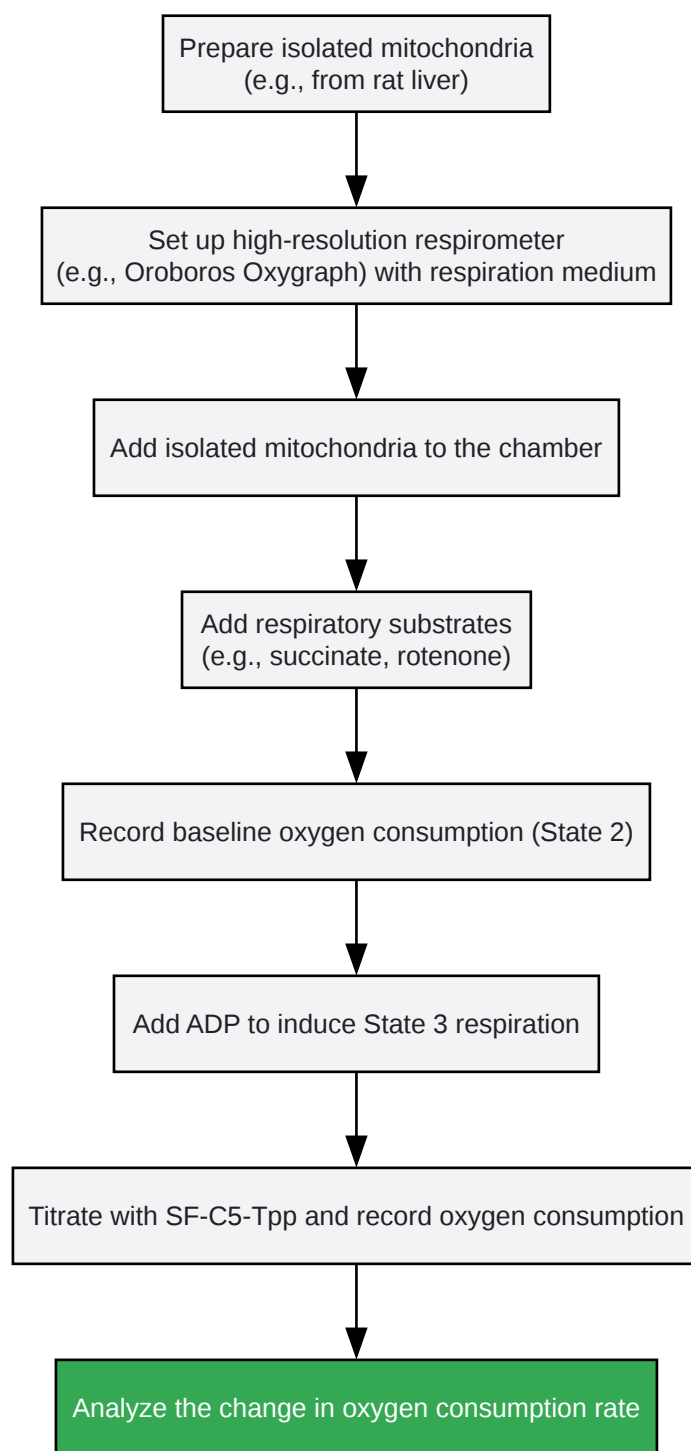 Prepare isolated mitochondria
(e.g., from rat liver)
Set up high-resolution respirometer
(e.g., Oroboros Oxygraph) with respiration medium
Add isolated mitochondria to the chamber
Add respiratory substrates
(e.g., succinate, rotenone)
Record baseline oxygen consumption (State 2)
Add ADP to induce State 3 respiration
Titrate with SF-C5-Tpp and record oxygen consumption
Analyze the change in oxygen consumption rate